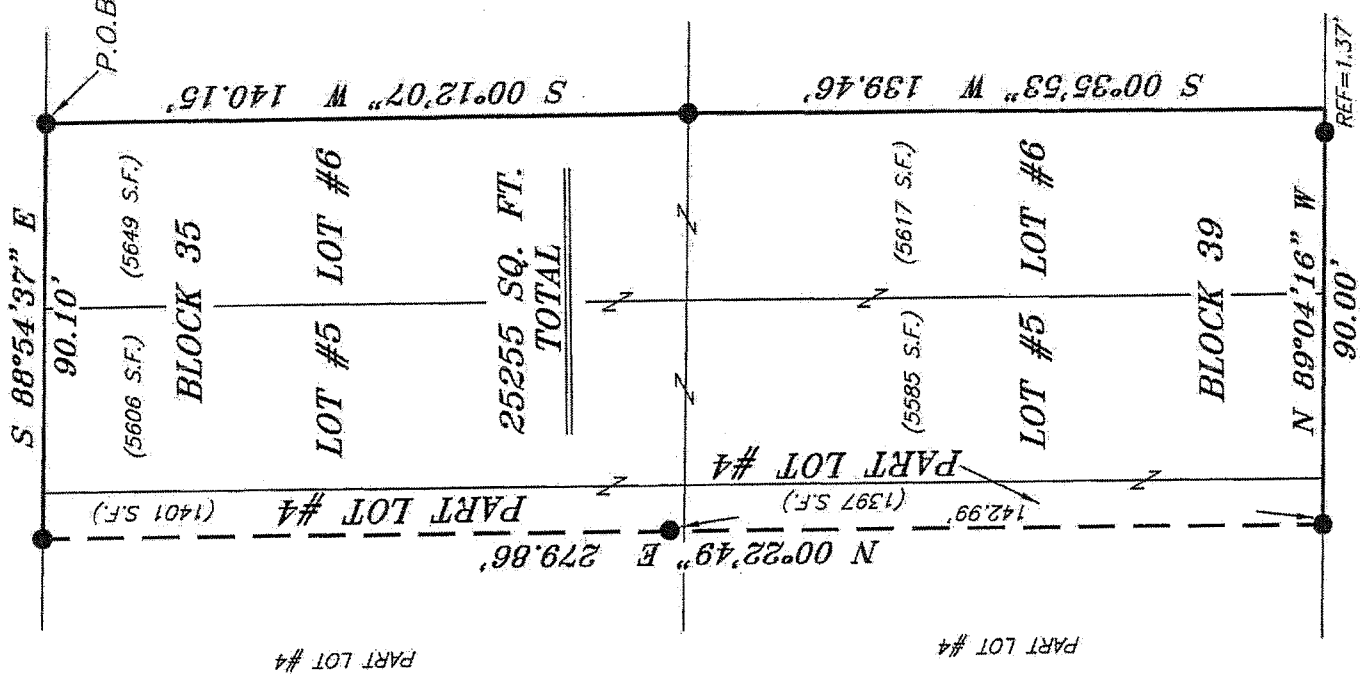 P.O.B
S 88°54'37" E
90.10'
S 00°12'07" W 140.15'
S 00°35'53" W 139.46'
(5606 S.F.)
(5649 S.F.)
BLOCK 35
LOT #5
LOT #6
25255 SQ. FT.
TOTAL
(5585 S.F.)
(5617 S.F.)
LOT #5
LOT #6
BLOCK 39
N 89°04'16" W
90.00'
REF=1.37'
PART LOT #4
(1401 S.F.)
PART LOT #4
(1397 S.F.)
142.99'
N 00°22'49" E 279.86'
PART LOT #4
PART LOT #4